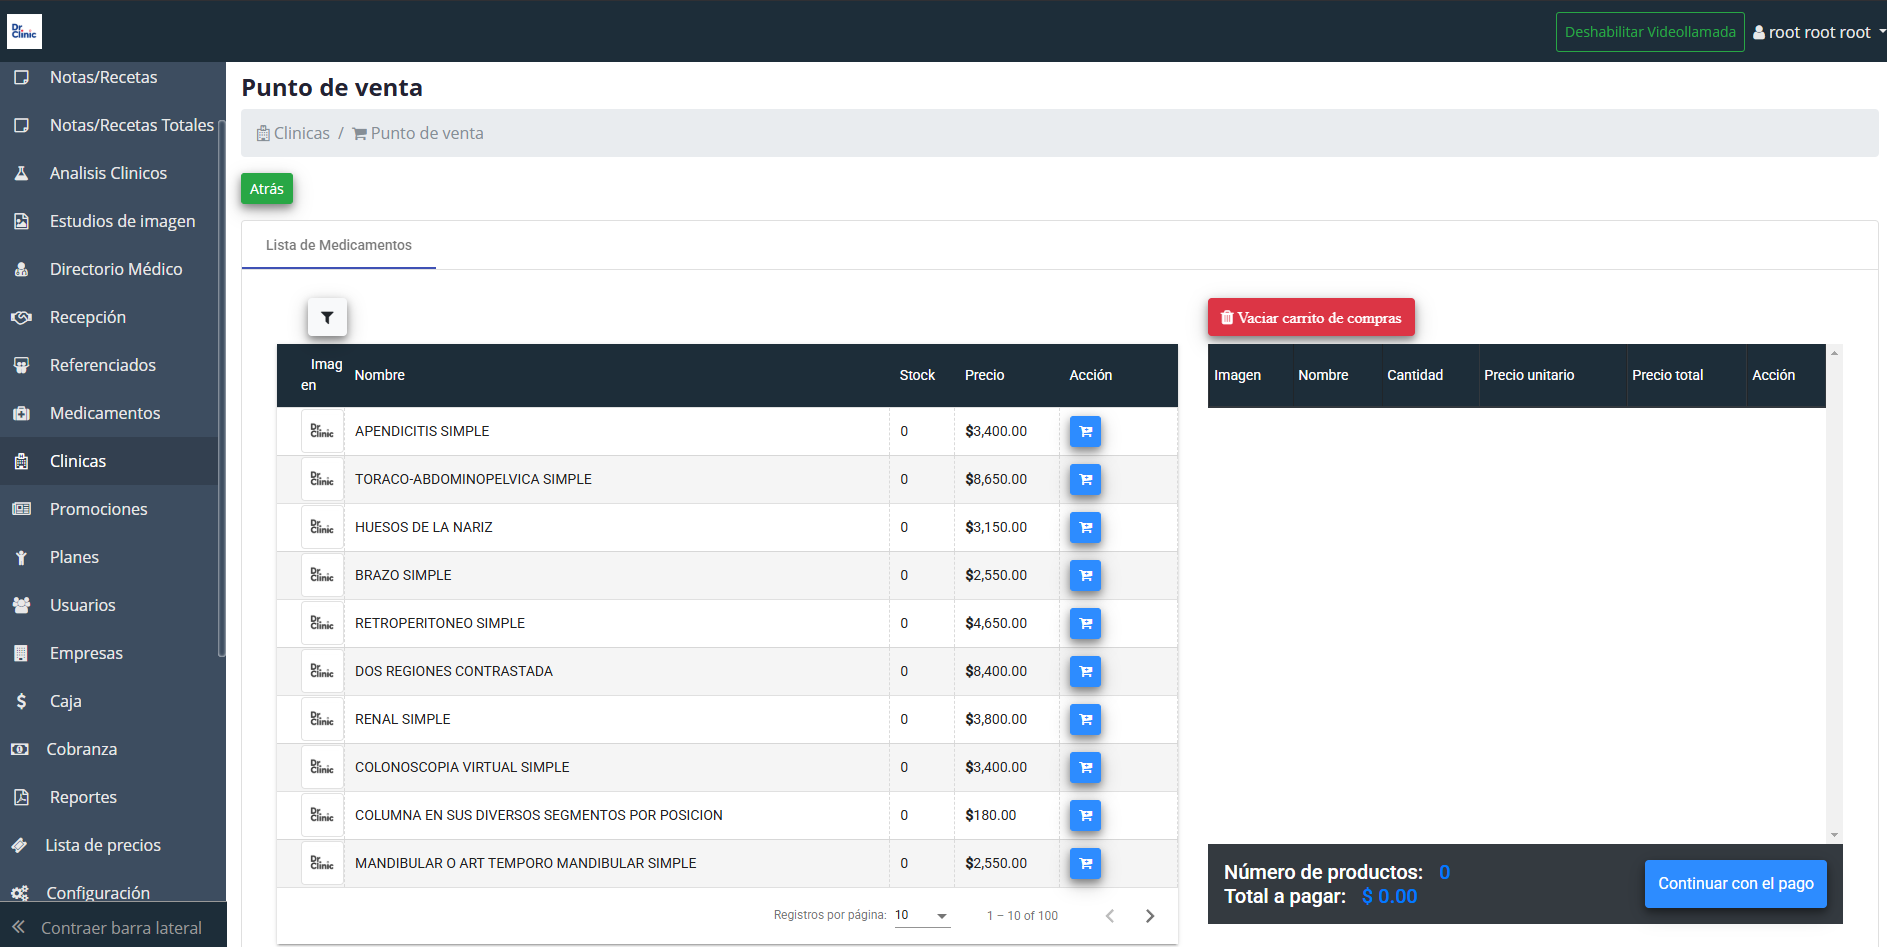 Dr.
Clinic
Deshabilitar Videollamada
root root root
Notas/Recetas
Notas/Recetas Totales
Analisis Clinicos
Estudios de imagen
Directorio Médico
Recepción
Referenciados
Medicamentos
Clinicas
Promociones
Planes
Usuarios
Empresas
Caja
Cobranza
Reportes
Lista de precios
Configuración
Contraer barra lateral
Punto de venta
Clinicas / Punto de venta
Atrás
Lista de Medicamentos
Imag
en
Nombre Stock Precio Acción
Dr. Clinic APENDICITIS SIMPLE 0 $3,400.00
Dr. Clinic TORACO-ABDOMINOPELVICA SIMPLE 0 $8,650.00
Dr. Clinic HUESOS DE LA NARIZ 0 $3,150.00
Dr. Clinic BRAZO SIMPLE 0 $2,550.00
Dr. Clinic RETROPERITONEO SIMPLE 0 $4,650.00
Dr. Clinic DOS REGIONES CONTRASTADA 0 $8,400.00
Dr. Clinic RENAL SIMPLE 0 $3,800.00
Dr. Clinic COLONOSCOPIA VIRTUAL SIMPLE 0 $3,400.00
Dr. Clinic COLUMNA EN SUS DIVERSOS SEGMENTOS POR POSICION 0 $180.00
Dr. Clinic MANDIBULAR O ART TEMPORO MANDIBULAR SIMPLE 0 $2,550.00
Registros por página: 10 1 – 10 of 100
Vaciar carrito de compras
Imagen Nombre Cantidad Precio unitario Precio total Acción
Número de productos: 0
Total a pagar: $ 0.00
Continuar con el pago